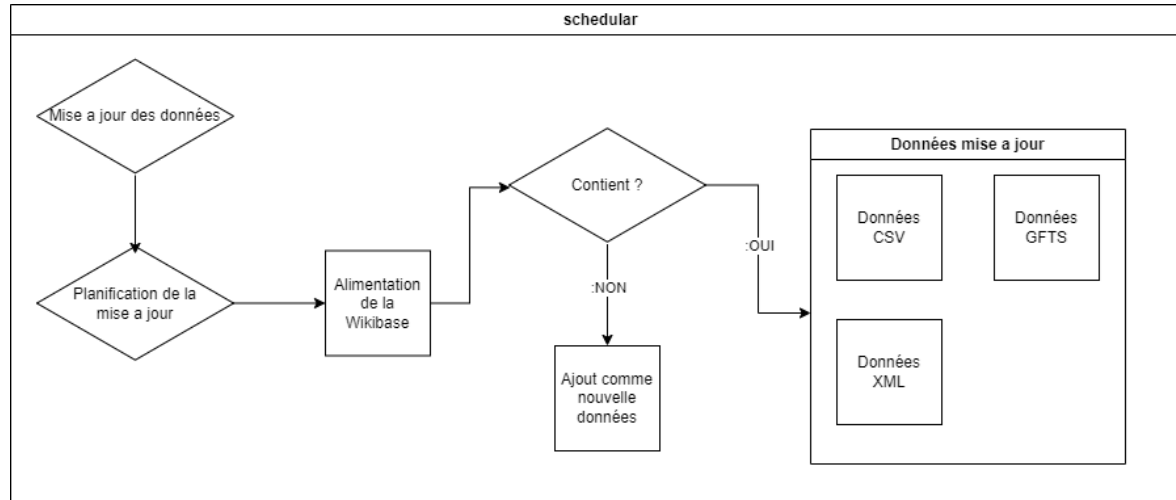 schedular
Mise a jour des données
Planification de la
mise a jour
Alimentation
de la
Wikibase
Contient ?
:NON
:OUI
Ajout comme
nouvelle
données
Données mise a jour
Données
CSV
Données
GFTS
Données
XML